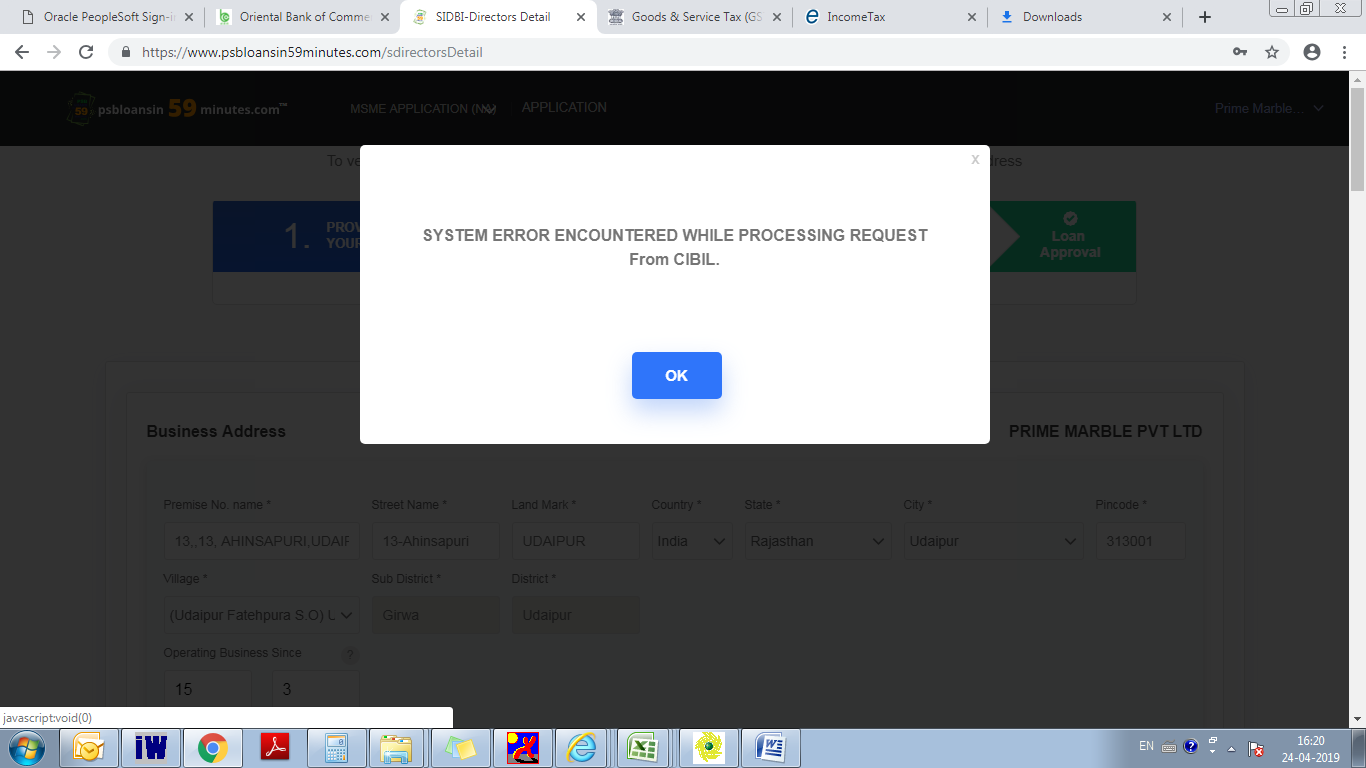 Oracle PeopleSoft Sign-i
Oriental Bank of Comme
SIDBI-Directors Detail
Goods & Service Tax (GS
IncomeTax
Downloads
https://www.psbloansin59minutes.com/sdirectorsDetail
psbloansin 59 minutes.com™
MSME APPLICATION
APPLICATION
Prime Marble...
To ve
dress
x
SYSTEM ERROR ENCOUNTERED WHILE PROCESSING REQUEST
From CIBIL.
OK
1. PROV
YOUR
Loan
Approval
Business Address
PRIME MARBLE PVT LTD
Premise No. name * Street Name * Land Mark * Country * State * City * Pincode *
13,,13, AHINSAPURI,UDAIF 13-Ahinsapuri UDAIPUR India Rajasthan Udaipur 313001
Village * Sub District * District *
(Udaipur Fatehpura S.O) U Girwa Udaipur
Operating Business Since ?
15 3
javascript:void(0)
iW
EN
?
16:20
24-04-2019